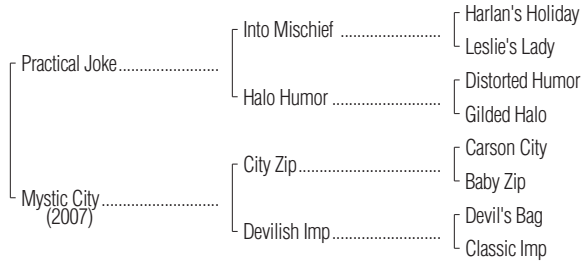 Harlan's Holiday
Into Mischief ........................
Leslie's Lady
Practical Joke ........................
Distorted Humor
Halo Humor ........................
Gilded Halo
Carson City
City Zip ................................
Baby Zip
Mystic City ............................
(2007)
Devil's Bag
Devilish Imp ........................
Classic Imp